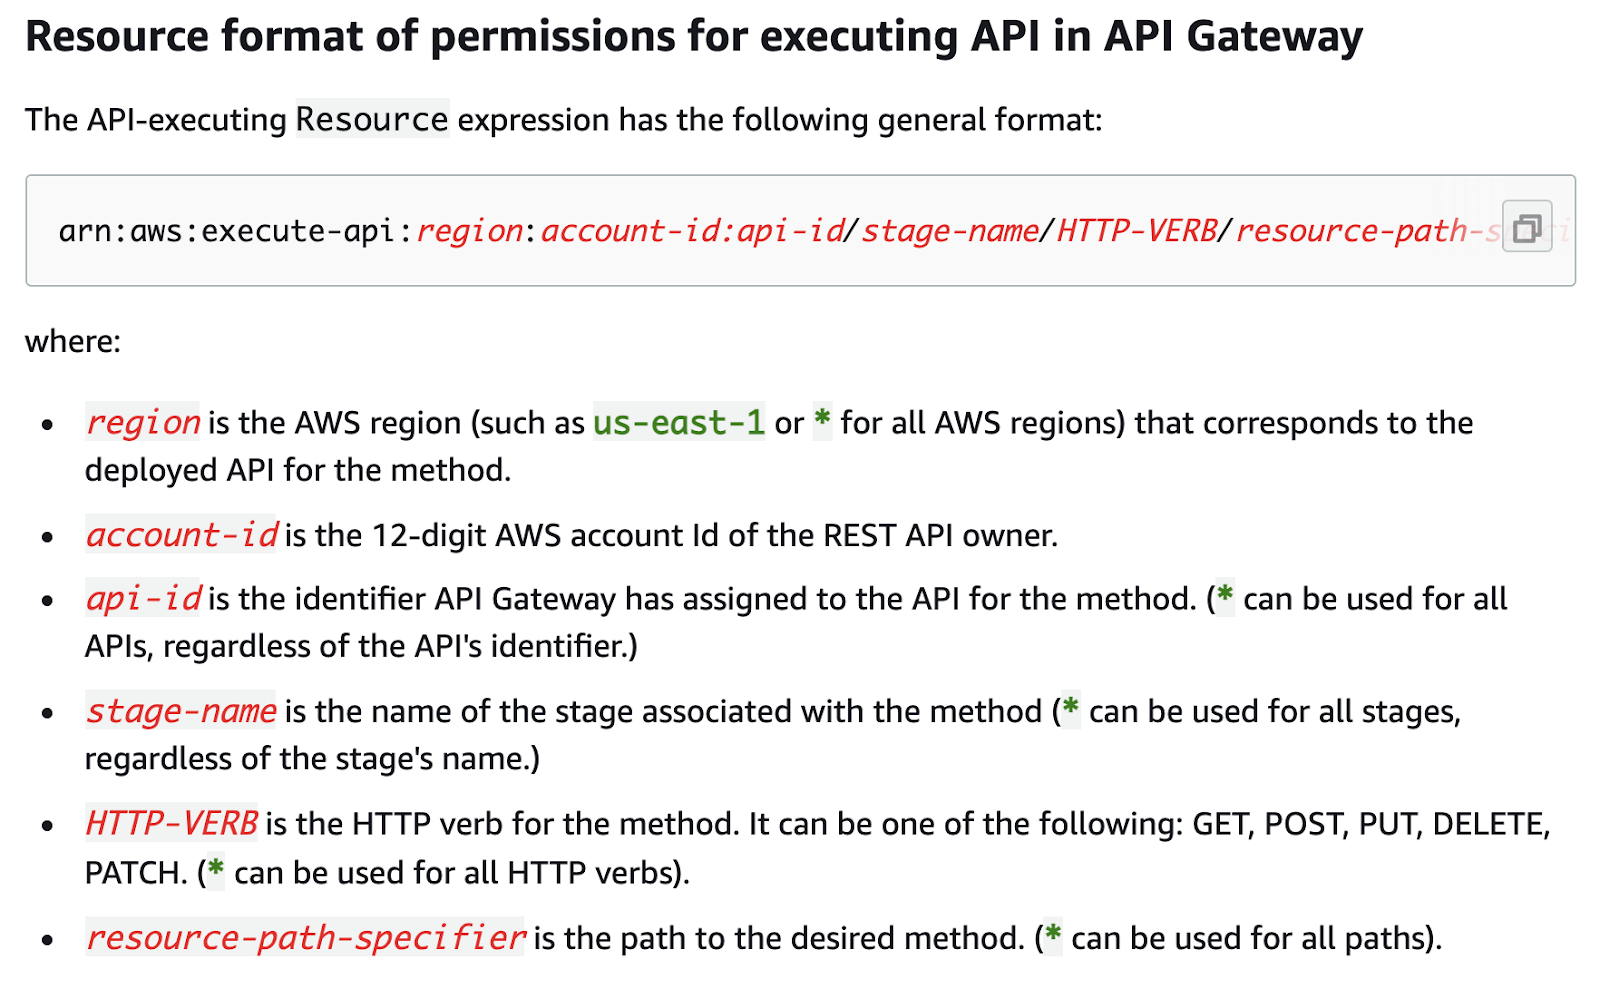 Resource format of permissions for executing API in API Gateway
The API-executing Resource expression has the following general format:
arn:aws:execute-api:region:account-id:api-id/stage-name/HTTP-VERB/resource-path-speci
where:
• region is the AWS region (such as us-east-1 or * for all AWS regions) that corresponds to the
deployed API for the method.
• account-id is the 12-digit AWS account Id of the REST API owner.
• api-id is the identifier API Gateway has assigned to the API for the method. (* can be used for all
APIs, regardless of the API's identifier.)
• stage-name is the name of the stage associated with the method (* can be used for all stages,
regardless of the stage's name.)
• HTTP-VERB is the HTTP verb for the method. It can be one of the following: GET, POST, PUT, DELETE,
PATCH. (* can be used for all HTTP verbs).
• resource-path-specifier is the path to the desired method. (* can be used for all paths).